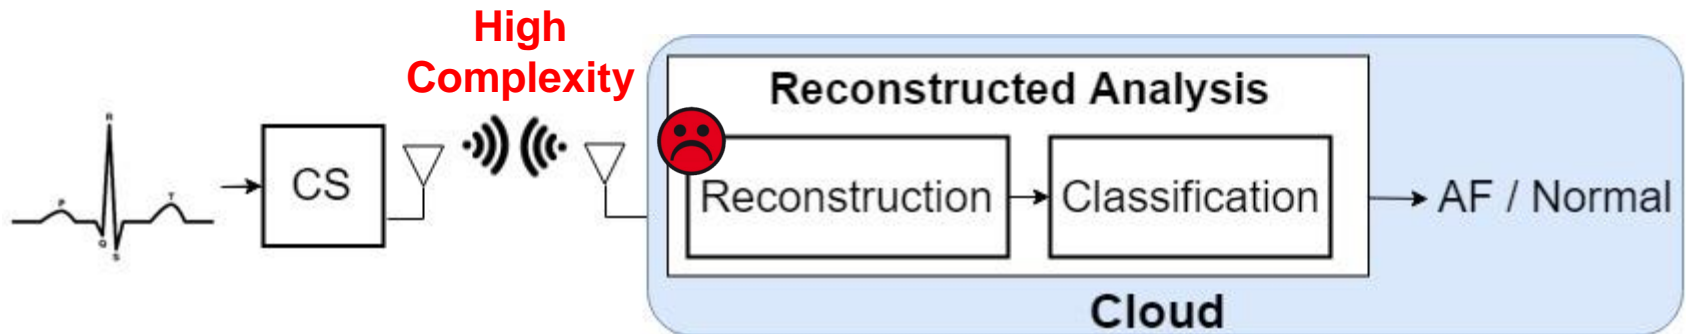 High
Complexity
Reconstructed Analysis
R
P
Q
S
T
CS
Reconstruction
Classification
AF / Normal
Cloud